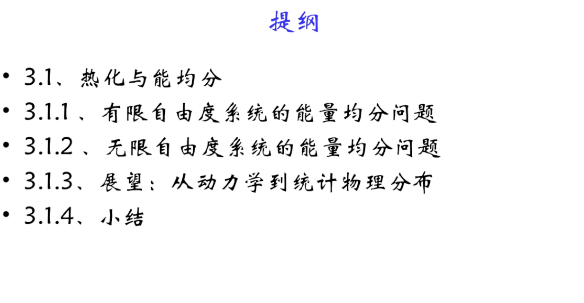 提纲
• 3.1、热化与能均分
• 3.1.1、有限自由度系统的能量均分问题
• 3.1.2、无限自由度系统的能量均分问题
• 3.1.3、展望：从动力学到统计物理分布
• 3.1.4、小结